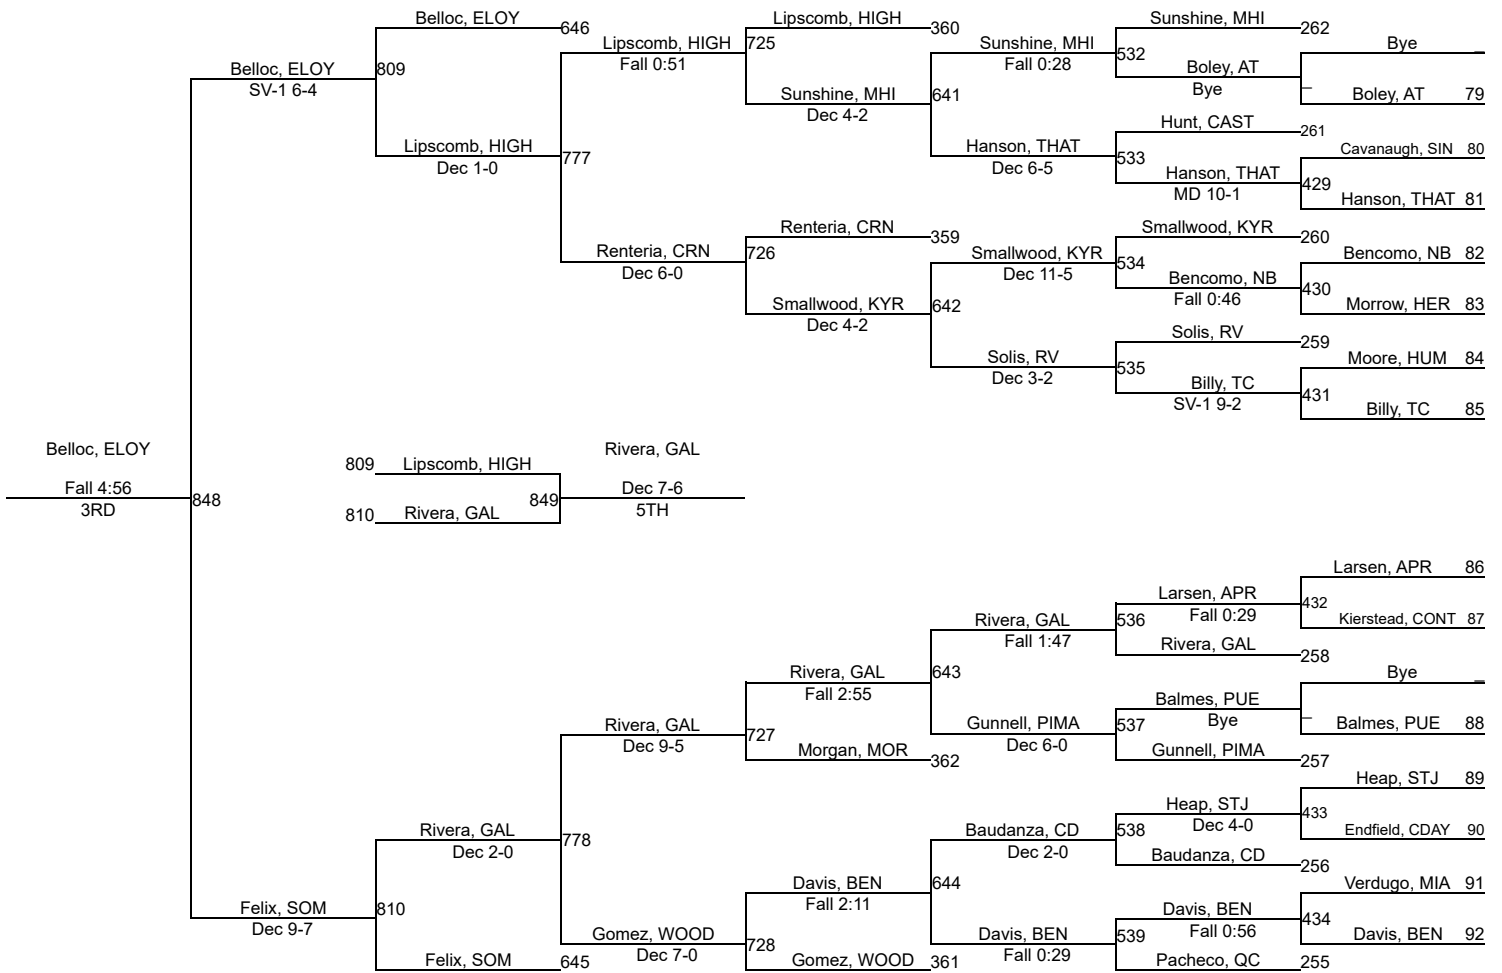 Belloc, ELOY 646 Lipscomb, HIGH 360 Sunshine, MHI 262
Lipscomb, HIGH 725 Sunshine, MHI 532 Bye _
Belloc, ELOY 809 Fall 0:51 Fall 0:28 Boley, AT
SV-1 6-4 Sunshine, MHI 641 Bye _ Boley, AT 79
Dec 4-2
Hunt, CAST 261
Lipscomb, HIGH 777 Hanson, THAT 533 Cavanaugh, SIN 80
Dec 1-0 Dec 6-5 Hanson, THAT 429
MD 10-1 Hanson, THAT 81
Renteria, CRN 359 Smallwood, KYR 260
Renteria, CRN 726 Smallwood, KYR 534 Bencomo, NB 82
Dec 6-0 Dec 11-5 Bencomo, NB 430
Smallwood, KYR 642 Fall 0:46 Morrow, HER 83
Dec 4-2
Solis, RV 259
Solis, RV 535 Moore, HUM 84
Dec 3-2 Billy, TC 431
SV-1 9-2 Billy, TC 85
Belloc, ELOY Rivera, GAL
809 Lipscomb, HIGH
Fall 4:56 848 849 Dec 7-6
3RD 5TH
810 Rivera, GAL
Larsen, APR 86
Larsen, APR 432
Rivera, GAL 536 Fall 0:29 Kierstead, CONT 87
Fall 1:47 Rivera, GAL 258
Rivera, GAL 643 Bye _
Fall 2:55 Balmes, PUE
Rivera, GAL 727 Gunnell, PIMA 537 Bye _ Balmes, PUE 88
Dec 9-5 Morgan, MOR 362 Dec 6-0 Gunnell, PIMA 257
Heap, STJ 89
Heap, STJ 433
Rivera, GAL 778 Baudanza, CD 538 Dec 4-0 Endfield, CDAY 90
Dec 2-0 Dec 2-0 Baudanza, CD 256
Davis, BEN 644 Verdugo, MIA 91
Felix, SOM 810 Fall 2:11 Davis, BEN 434
Dec 9-7 Gomez, WOOD 728 Davis, BEN 539 Fall 0:56 Davis, BEN 92
Dec 7-0 Fall 0:29
Felix, SOM 645 Gomez, WOOD 361 Pacheco, QC 255